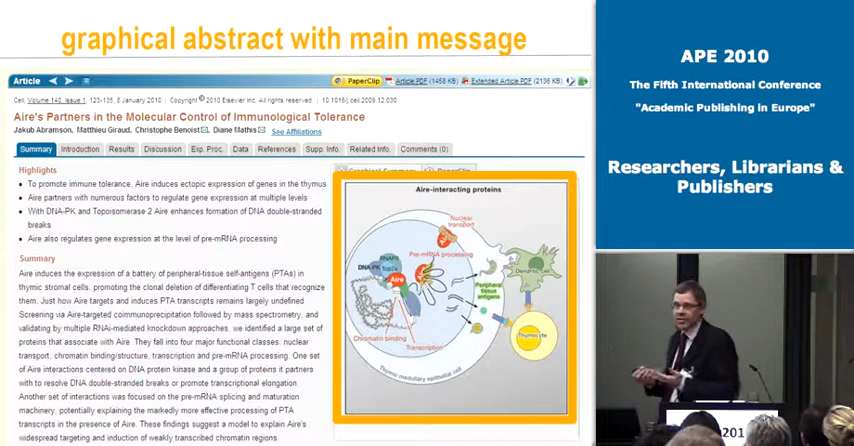 graphical abstract with main message
Article
PaperClip
Article PDF (1458 KB)
Extended Article PDF (2136 KB)
Cell, Volume 140, Issue 1, 123-135, 8 January 2010 | Copyright © 2010 Elsevier Inc. All rights reserved. | 10.1016/j.cell.2009.12.030
Aire's Partners in the Molecular Control of Immunological Tolerance
Jakub Abramson, Matthieu Giraud, Christophe Benoist, Diane Mathis See Affiliations
Summary Introduction Results Discussion Exp. Proc. Data References Supp. Info. Related Info. Comments (0)
Graphical Summary PaperClip
Highlights
• To promote immune tolerance, Aire induces ectopic expression of genes in the thymus
• Aire partners with numerous factors to regulate gene expression at multiple levels
• With DNA-PK and Topoisomerase 2 Aire enhances formation of DNA double-stranded
breaks
• Aire also regulates gene expression at the level of pre-mRNA processing
Summary
Aire induces the expression of a battery of peripheral-tissue self-antigens (PTAs) in
thymic stromal cells, promoting the clonal deletion of differentiating T cells that recognize
them. Just how Aire targets and induces PTA transcripts remains largely undefined
Screening via Aire-targeted coimmunoprecipitation followed by mass spectrometry, and
validating by multiple RNAi-mediated knockdown approaches, we identified a large set of
proteins that associate with Aire. They fall into four major functional classes: nuclear
transport, chromatin binding/structure, transcription and pre-mRNA processing. One set
of Aire interactions centered on DNA protein kinase and a group of proteins it partners
with to resolve DNA double-stranded breaks or promote transcriptional elongation.
Another set of interactions was focused on the pre-mRNA splicing and maturation
machinery, potentially explaining the markedly more effective processing of PTA
transcripts in the presence of Aire. These findings suggest a model to explain Aire's
widespread targeting and induction of weakly transcribed chromatin regions.
Aire-interacting proteins
Nuclear
transport
Pre-mRNA processing
RNAPII
DNA-PK
Top2a
Aire
Dendritic Cell
Peripheral
tissue
antigens
Chromatin binding
Transcription
Thymocyte
Thymic medullary epithelial cell
APE 2010
The Fifth International Conference
"Academic Publishing in Europe"
Researchers, Librarians &
Publishers
201